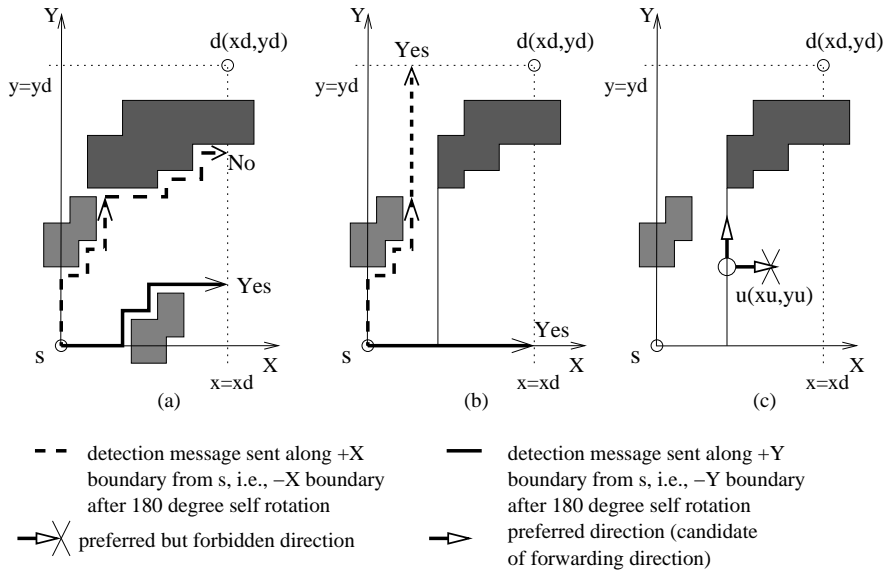 Y
d(xd,yd)
y=yd
No
Yes
s
X
x=xd
(a)
Y
d(xd,yd)
Yes
y=yd
Yes
s
X
x=xd
(b)
Y
d(xd,yd)
y=yd
u(xu,yu)
s
X
x=xd
(c)
detection message sent along +X
boundary from s, i.e., −X boundary
after 180 degree self rotation
preferred but forbidden direction
detection message sent along +Y
boundary from s, i.e., −Y boundary
after 180 degree self rotation
preferred direction (candidate
of forwarding direction)